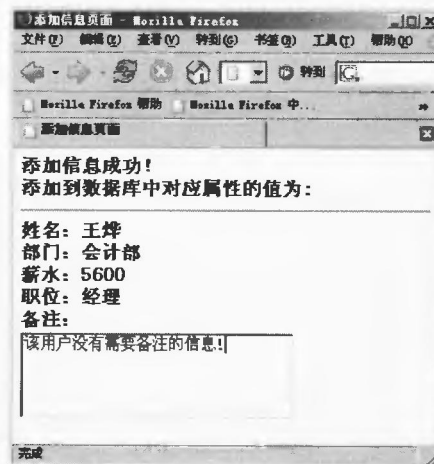 添加信息页面 - Mozilla Firefox
文件(F) 编辑(E) 查看(V) 转到(G) 书签(B) 工具(T) 帮助(H)
转到 G.
Mozilla Firefox 帮助 Mozilla Firefox 中...
添加信息页面
添加信息成功!
添加到数据库中对应属性的值为:
姓名: 王烨
部门: 会计部
薪水: 5600
职位: 经理
备注:
该用户没有需要备注的信息!
完成